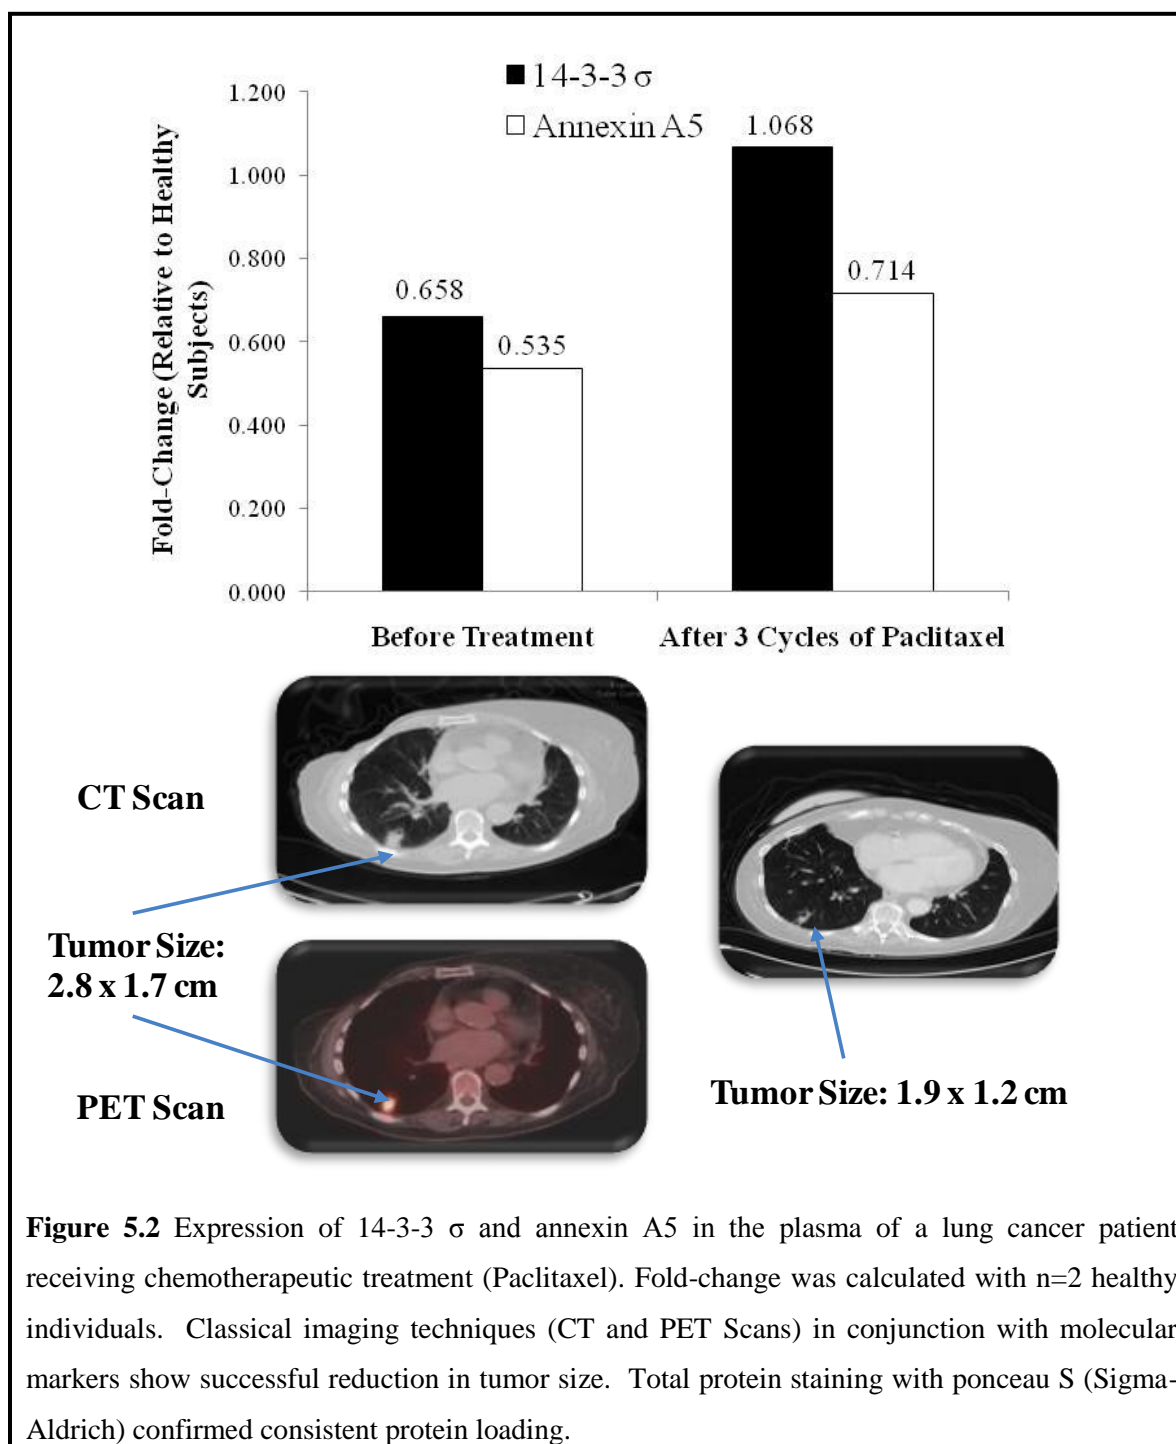 14-3-3 σ
Annexin A5
Fold-Change (Relative to Healthy
Subjects)
1.200
1.000
0.800
0.600
0.400
0.200
0.000
0.658
0.535
1.068
0.714
Before Treatment
After 3 Cycles of Paclitaxel
CT Scan
Tumor Size:
2.8 x 1.7 cm
PET Scan
Tumor Size: 1.9 x 1.2 cm
Figure 5.2 Expression of 14-3-3 σ and annexin A5 in the plasma of a lung cancer patient
receiving chemotherapeutic treatment (Paclitaxel). Fold-change was calculated with n=2 healthy
individuals. Classical imaging techniques (CT and PET Scans) in conjunction with molecular
markers show successful reduction in tumor size. Total protein staining with ponceau S (Sigma-
Aldrich) confirmed consistent protein loading.